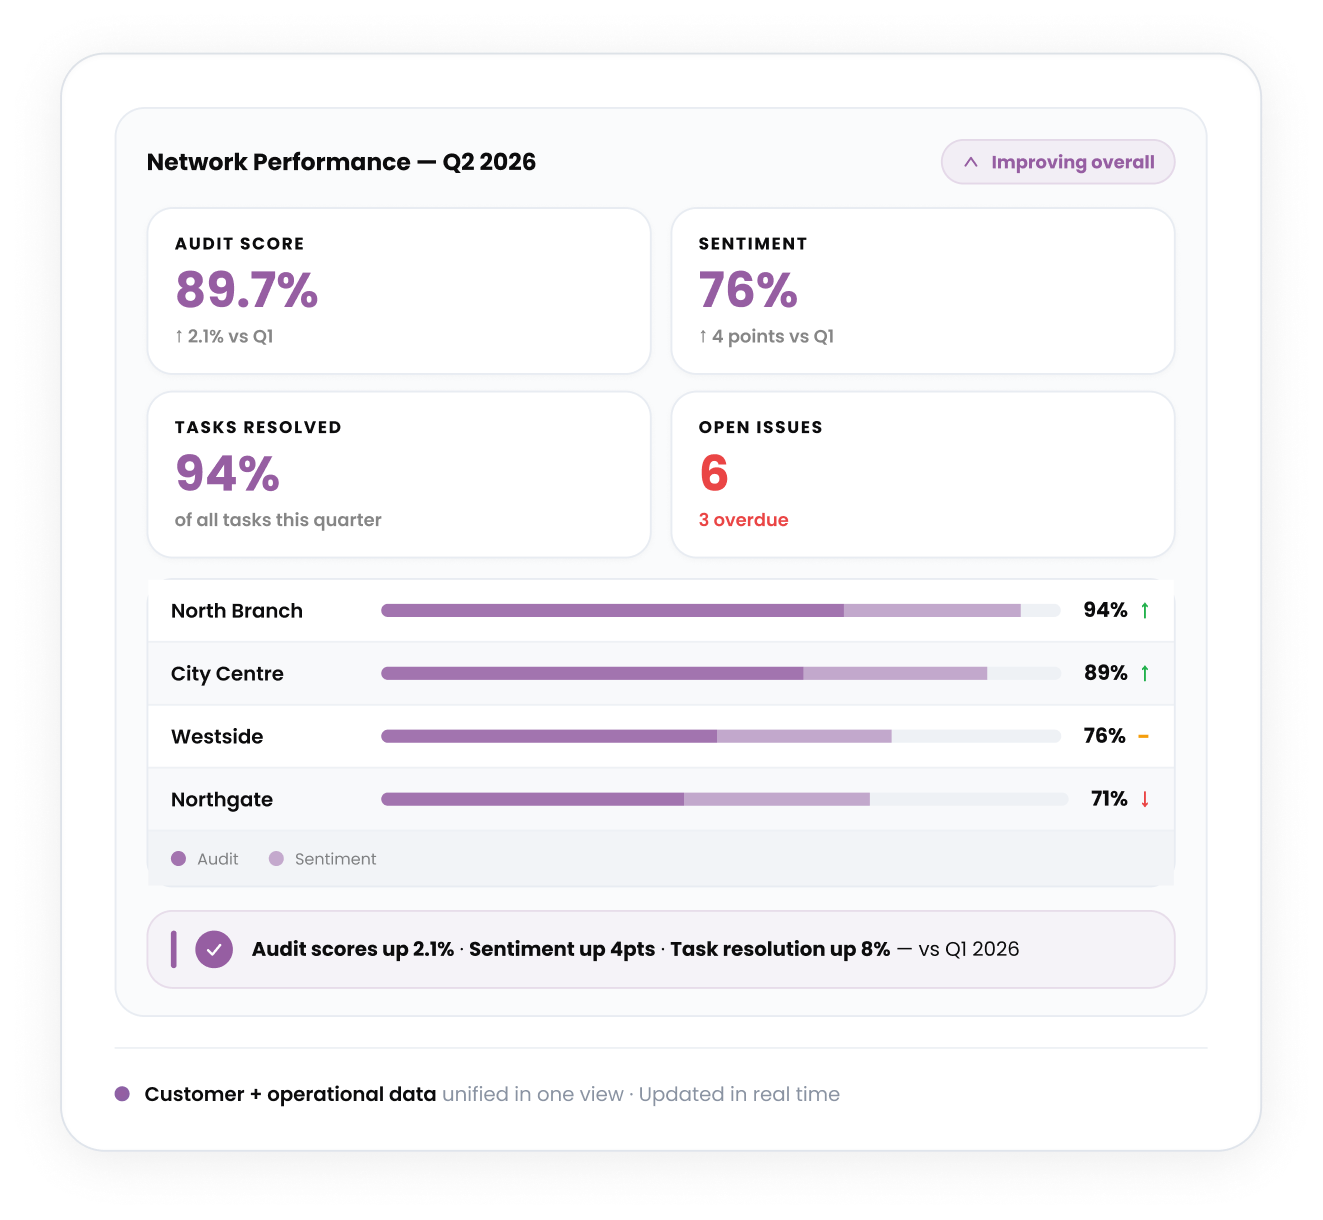 Network Performance — Q2 2026
Improving overall
AUDIT SCORE
89.7%
↑ 2.1% vs Q1
SENTIMENT
76%
↑ 4 points vs Q1
TASKS RESOLVED
94%
of all tasks this quarter
OPEN ISSUES
6
3 overdue
North Branch 94% ↑
City Centre 89% ↑
Westside 76% –
Northgate 71% ↓
Audit Sentiment
Audit scores up 2.1% · Sentiment up 4pts · Task resolution up 8% — vs Q1 2026
Customer + operational data unified in one view · Updated in real time